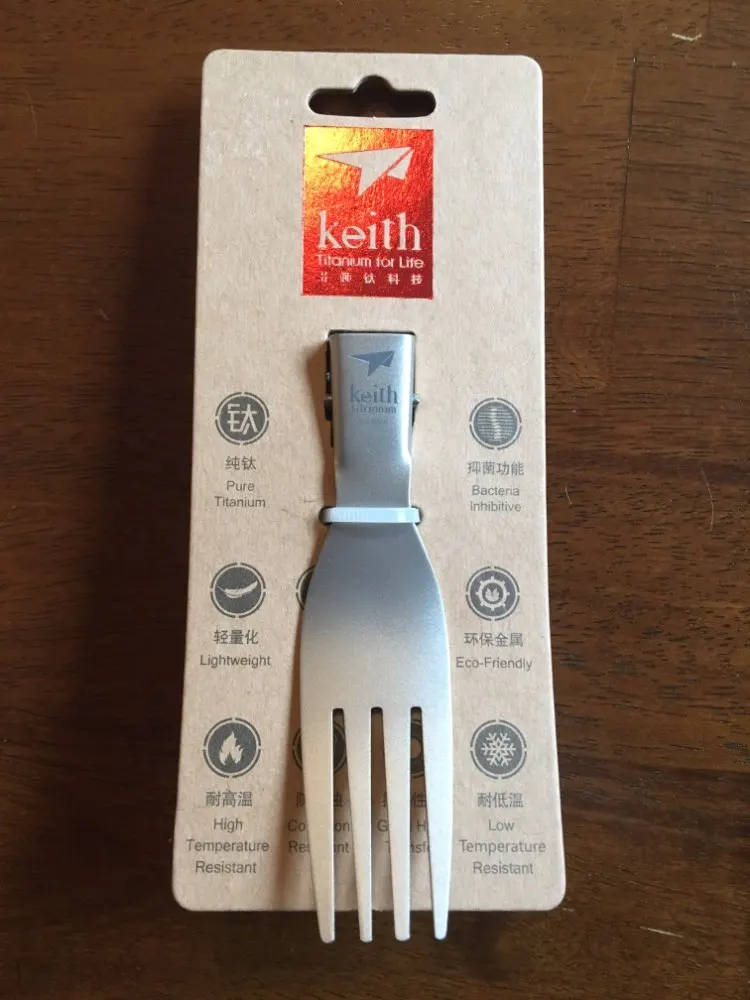 keith
Titanium for Life
钛科技
keith
titanium
钛
纯钛
Pure
Titanium
抑菌功能
Bacteria
Inhibitive
轻量化
Lightweight
环保金属
Eco-Friendly
耐高温
High
Temperature
Resistant
耐低温
Low
Temperature
Resistant